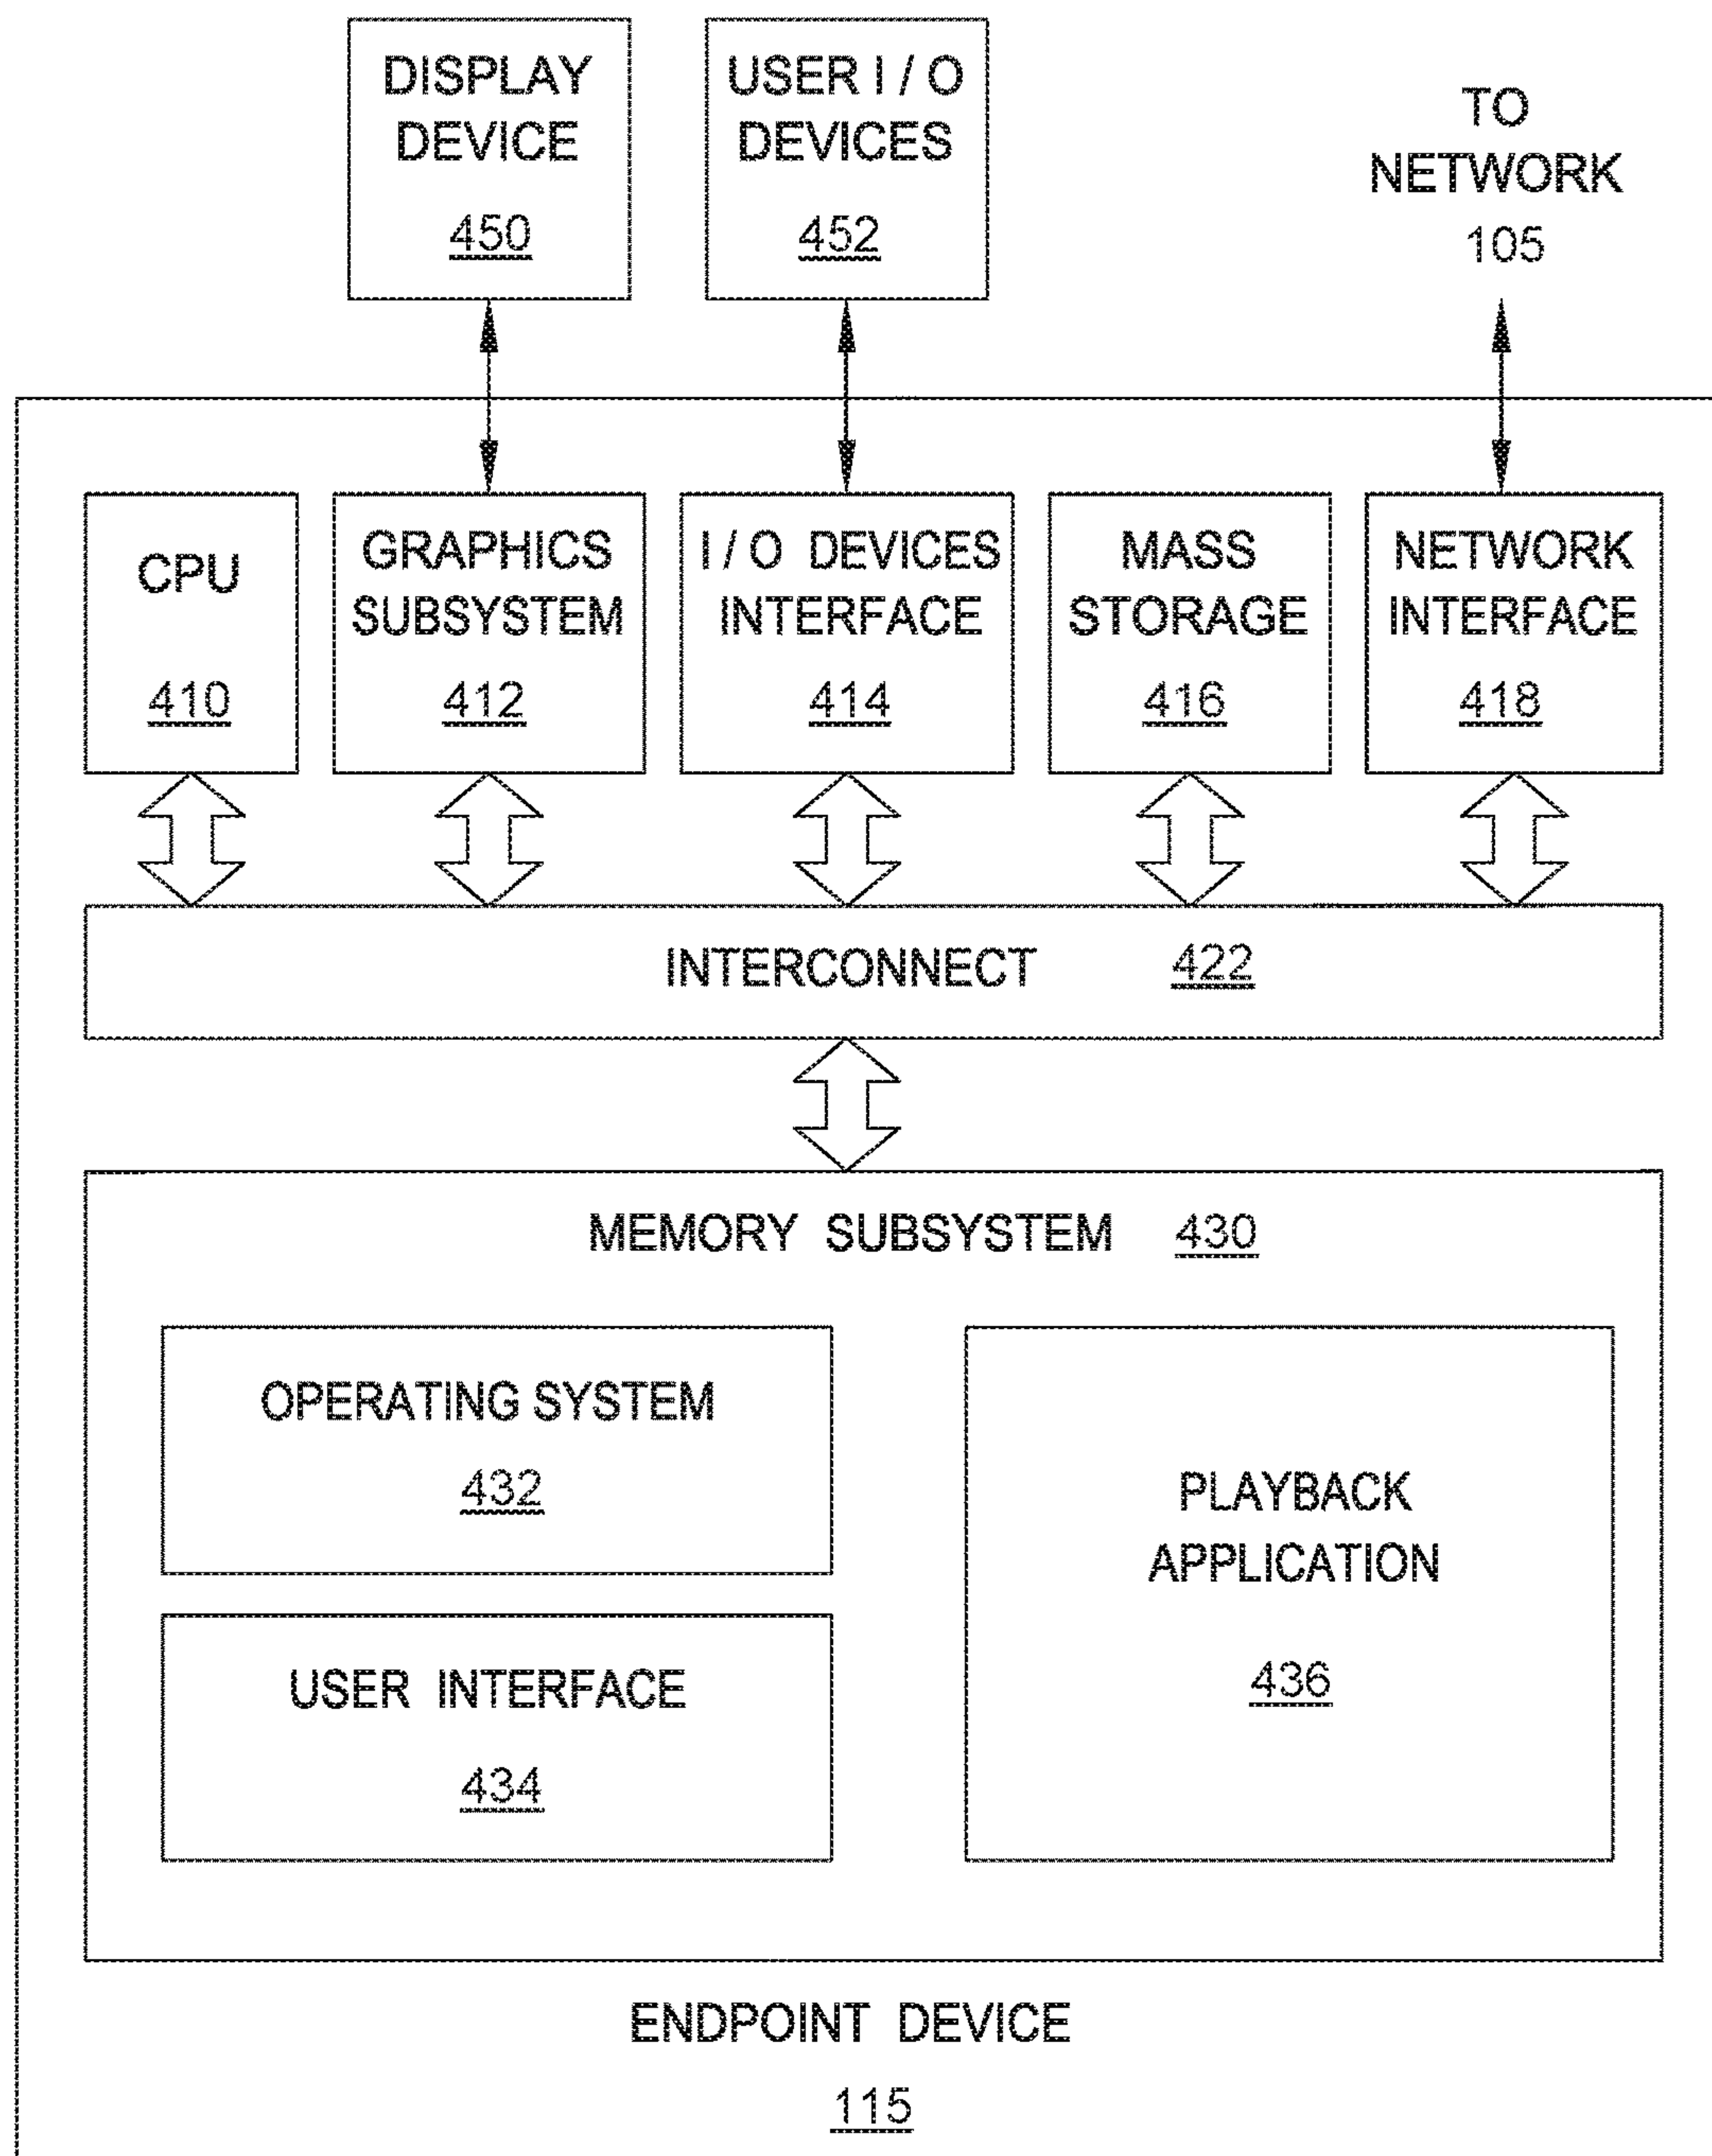 DISPLAY
DEVICE
450
USER I / O
DEVICES
452
TO
NETWORK
105
CPU
410
GRAPHICS
SUBSYSTEM
412
I / O DEVICES
INTERFACE
414
MASS
STORAGE
416
NETWORK
INTERFACE
418
INTERCONNECT 422
MEMORY SUBSYSTEM 430
OPERATING SYSTEM
432
USER INTERFACE
434
PLAYBACK
APPLICATION
436
ENDPOINT DEVICE
115